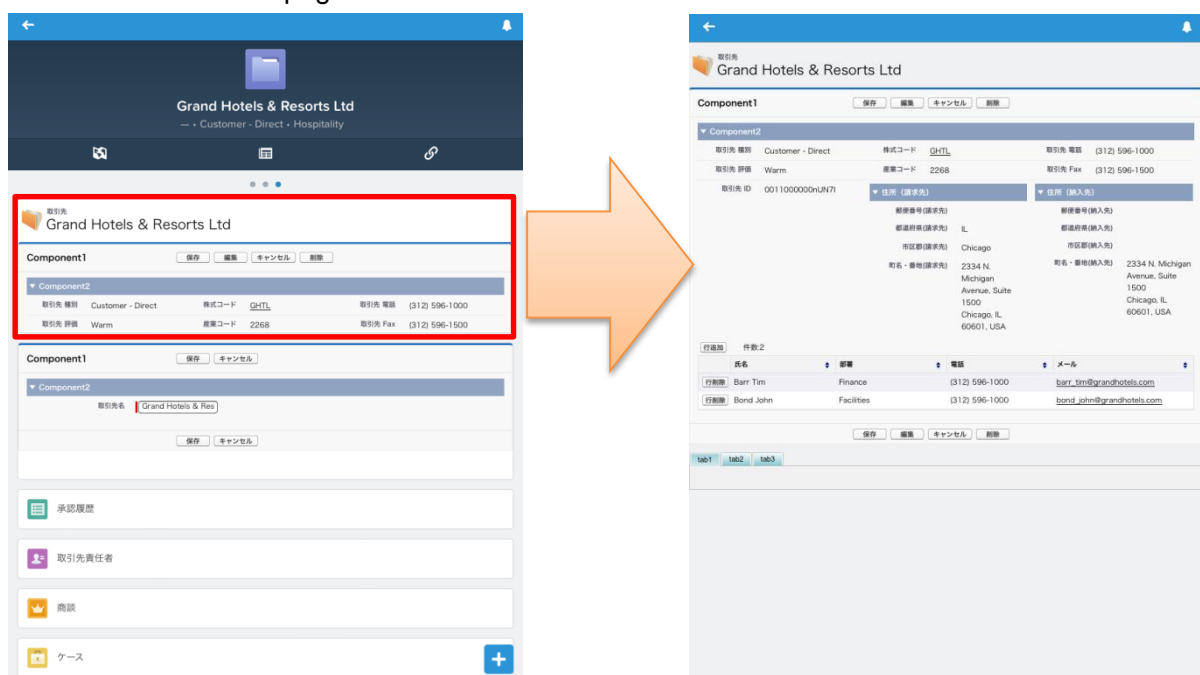 Grand Hotels & Resorts Ltd
— • Customer - Direct • Hospitality
取引先
Grand Hotels & Resorts Ltd
Component1 保存 編集 キャンセル 削除
▼ Component2
取引先 種別 Customer - Direct 株式コード GHTL 取引先 電話 (312) 596-1000
取引先 評価 Warm 産業コード 2268 取引先 Fax (312) 596-1500
Component1 保存 キャンセル
▼ Component2
取引先名 Grand Hotels & Res
保存 キャンセル
承認履歴
取引先責任者
商談
ケース
取引先
Grand Hotels & Resorts Ltd
Component1 保存 編集 キャンセル 削除
▼ Component2
取引先 種別 Customer - Direct 株式コード GHTL 取引先 電話 (312) 596-1000
取引先 評価 Warm 産業コード 2268 取引先 Fax (312) 596-1500
取引先 ID 0011000000nUN7I ▼ 住所（請求先） ▼ 住所（納入先）
郵便番号(請求先) 郵便番号(納入先)
都道府県(請求先) IL 都道府県(納入先)
市区郡(請求先) Chicago 市区郡(納入先)
町名・番地(請求先) 2334 N. 町名・番地(納入先) 2334 N. Michigan
Michigan Avenue, Suite
Avenue, Suite 1500
1500 Chicago, IL
Chicago, IL 60601, USA
60601, USA
行追加 件数:2
氏名 部署 電話 メール
行削除 Barr Tim Finance (312) 596-1000 barr_tim@grandhotels.com
行削除 Bond John Facilities (312) 596-1000 bond_john@grandhotels.com
保存 編集 キャンセル 削除
tab1 tab2 tab3